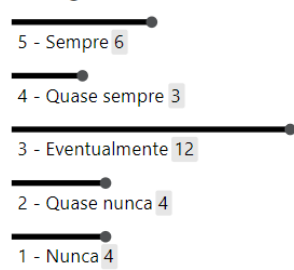 5 - Sempre 6
4 - Quase sempre 3
3 - Eventualmente 12
2 - Quase nunca 4
1 - Nunca 4